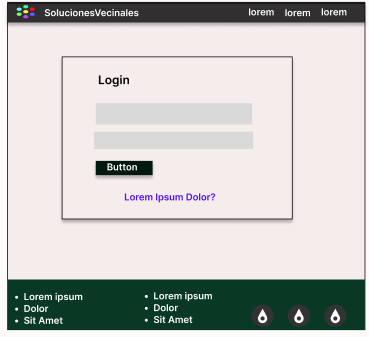 SolucionesVecinales
lorem
lorem
lorem
Login
Button
Lorem Ipsum Dolor?
Lorem ipsum
Dolor
Sit Amet
Lorem ipsum
Dolor
Sit Amet